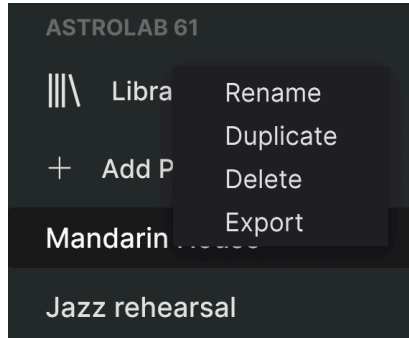 ASTROLAB 61
Libra
Rename
Duplicate
Add P
Delete
Export
Mandarin
Jazz rehearsal